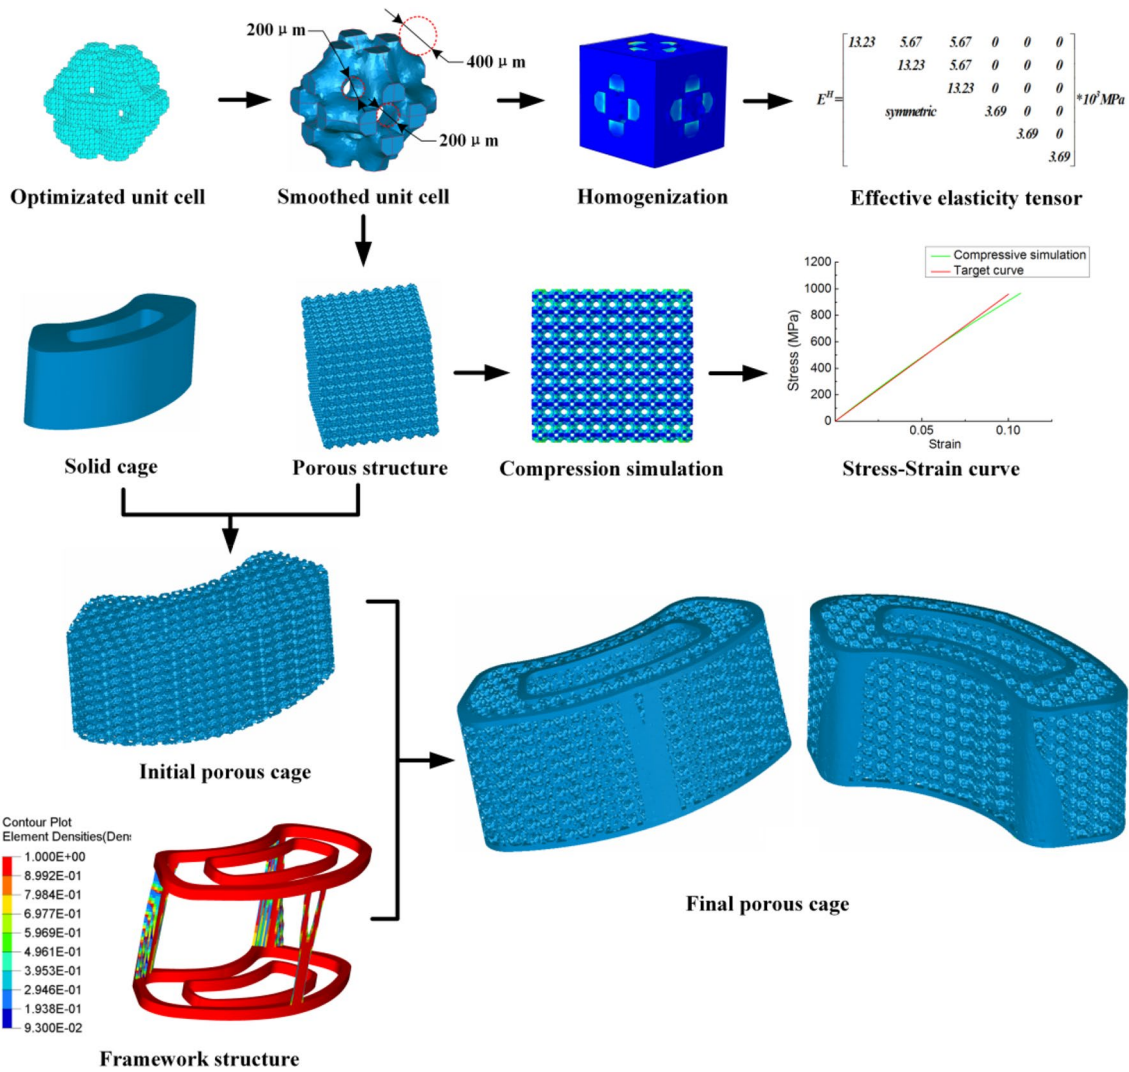 200 μ m
400 μ m
200 μ m
13.23 5.67 5.67 0 0 0
13.23 5.67 0 0 0
13.23 0 0 0
E^H= symmetric 3.69 0 0 *10³MPa
3.69 0
3.69
Optimizated unit cell
Smoothed unit cell
Homogenization
Effective elasticity tensor
Compressive simulation
Target curve
1200
1000
800
600
400
200
0
Stress (MPa)
0.05 0.10
Strain
Solid cage
Porous structure
Compression simulation
Stress-Strain curve
Initial porous cage
Contour Plot
Element Densities(Dens
1.000E+00
8.992E-01
7.984E-01
6.977E-01
5.969E-01
4.961E-01
3.953E-01
2.946E-01
1.938E-01
9.300E-02
Final porous cage
Framework structure